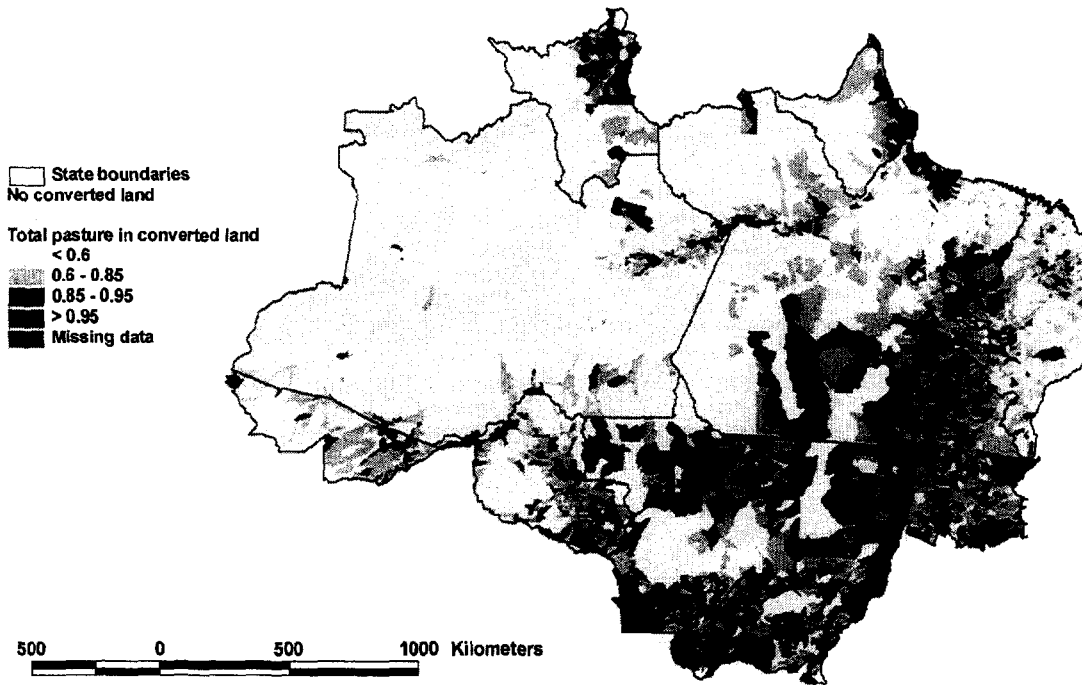 State boundaries
No converted land
Total pasture in converted land
< 0.6
0.6 - 0.85
0.85 - 0.95
> 0.95
Missing data
500 0 500 1000 Kilometers